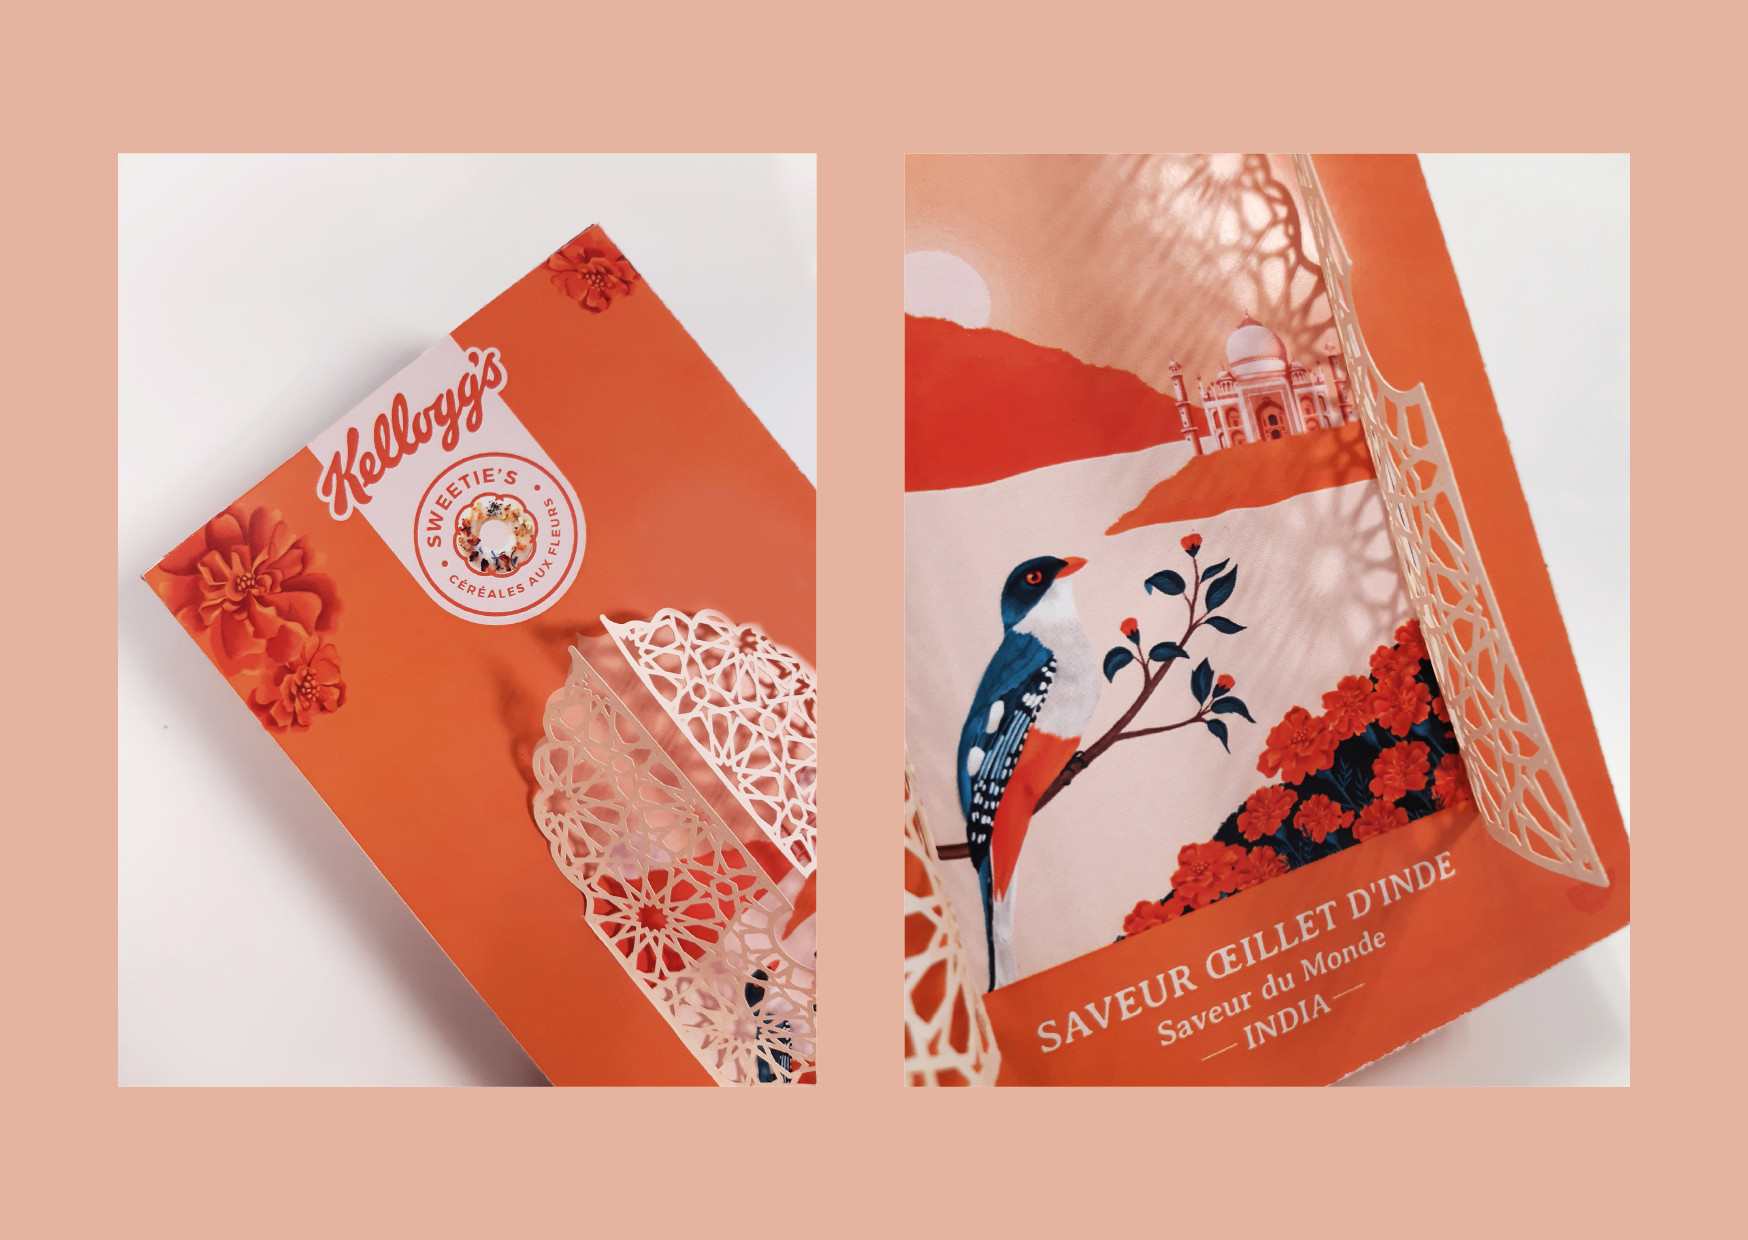 Kellogg's
SWEETIE'S
CÉRÉALES AUX FLEURS
SAVEUR ŒILLET D'INDE
Saveur du Monde
INDIA